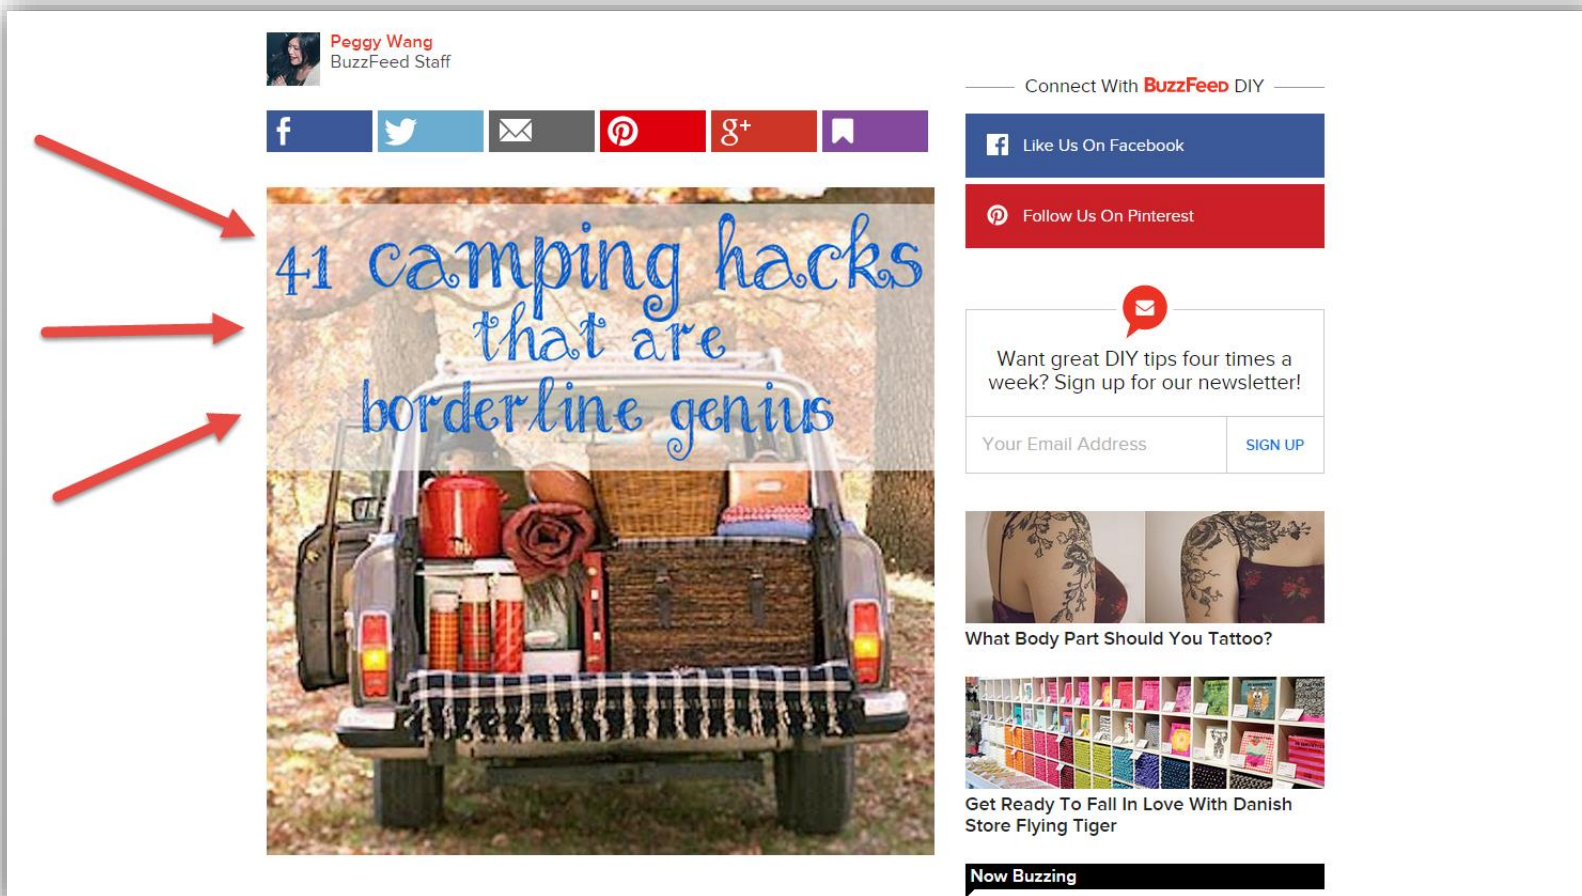 Peggy Wang
BuzzFeed Staff
f
g+
41 camping hacks
that are
borderline genius
Connect With BuzzFeed DIY
f Like Us On Facebook
Follow Us On Pinterest
Want great DIY tips four times a
week? Sign up for our newsletter!
Your Email Address
SIGN UP
What Body Part Should You Tattoo?
Get Ready To Fall In Love With Danish
Store Flying Tiger
Now Buzzing